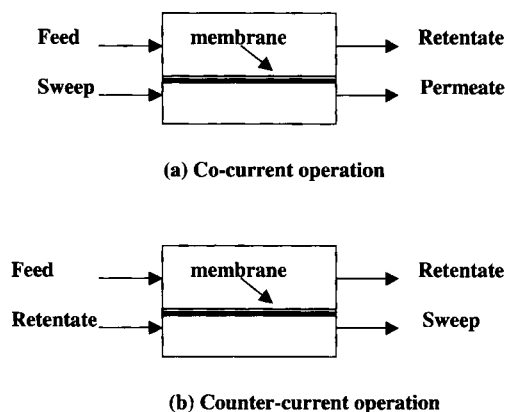 Feed membrane Retentate
Sweep Permeate
(a) Co-current operation
Feed membrane Retentate
Retentate Sweep
(b) Counter-current operation